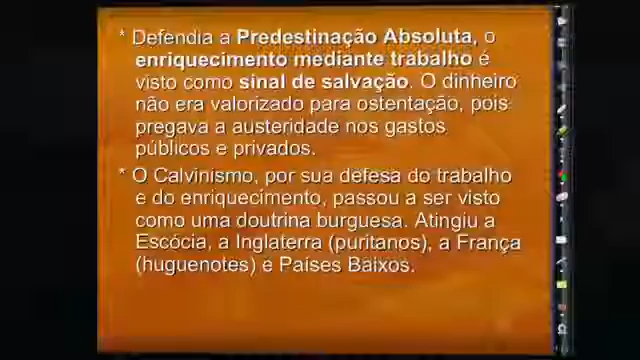 * Defendia a Predestinação Absoluta, o
enriquecimento mediante trabalho é
visto como sinal de salvação. O dinheiro
não era valorizado para ostentação, pois
pregava a austeridade nos gastos
públicos e privados.
* O Calvinismo, por sua defesa do trabalho
e do enriquecimento, passou a ser visto
como uma doutrina burguesa. Atingiu a
Escócia, a Inglaterra (puritanos), a França
(huguenotes) e Países Baixos.